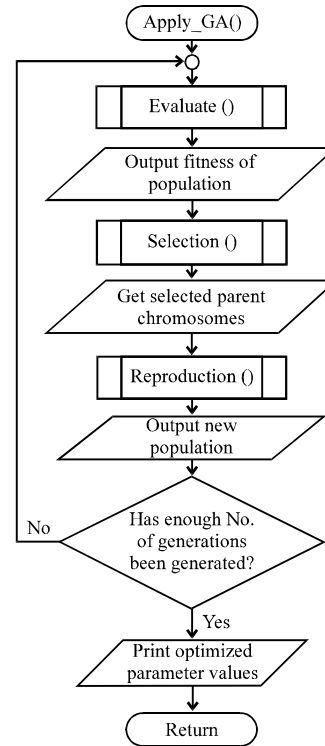 Apply_GA()
Evaluate ()
Output fitness of
population
Selection ()
Get selected parent
chromosomes
Reproduction ()
Output new
population
Has enough No.
of generations
been generated?
No
Yes
Print optimized
parameter values
Return